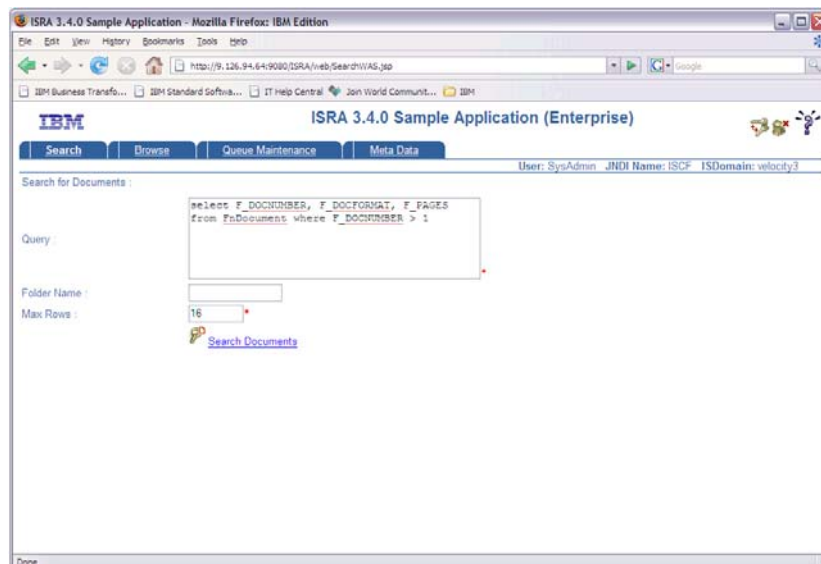 ISRA 3.4.0 Sample Application - Mozilla Firefox: IBM Edition
File Edit View History Bookmarks Tools Help
http://9.126.94.64:9080/ISRA/web/SearchWAS.jsp
Google
IBM Business Transfo... IBM Standard Softwa... IT Help Central Join World Communit... IBM
IBM
ISRA 3.4.0 Sample Application (Enterprise)
Search Browse Queue Maintenance Meta Data
User: SysAdmin JNDI Name: ISCF ISDomain: velocity3
Search for Documents :
Query :
select F_DOCNUMBER, F_DOCFORMAT, F_PAGES
from FnDocument where F_DOCNUMBER > 1
*
Folder Name :
Max Rows : 16 *
Search Documents
Done